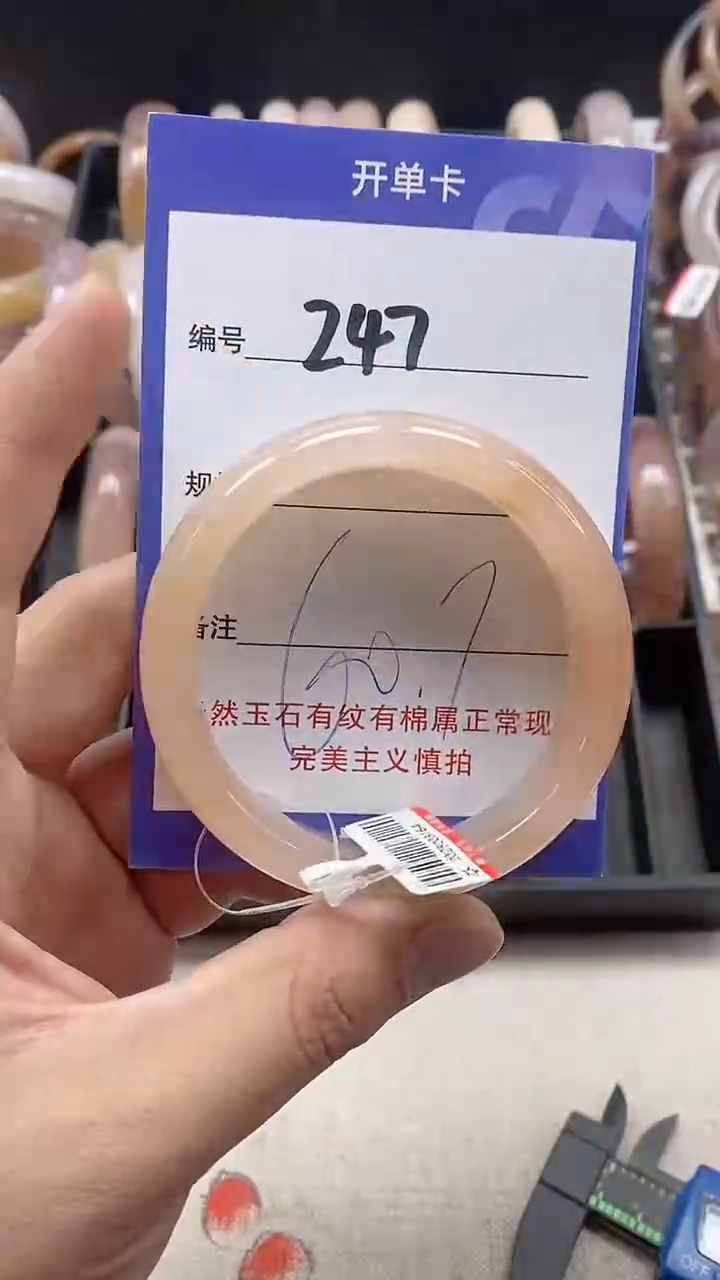 开单卡
编号 247
规
备注
60.7
然玉石有纹有棉属正常现
完美主义慎拍